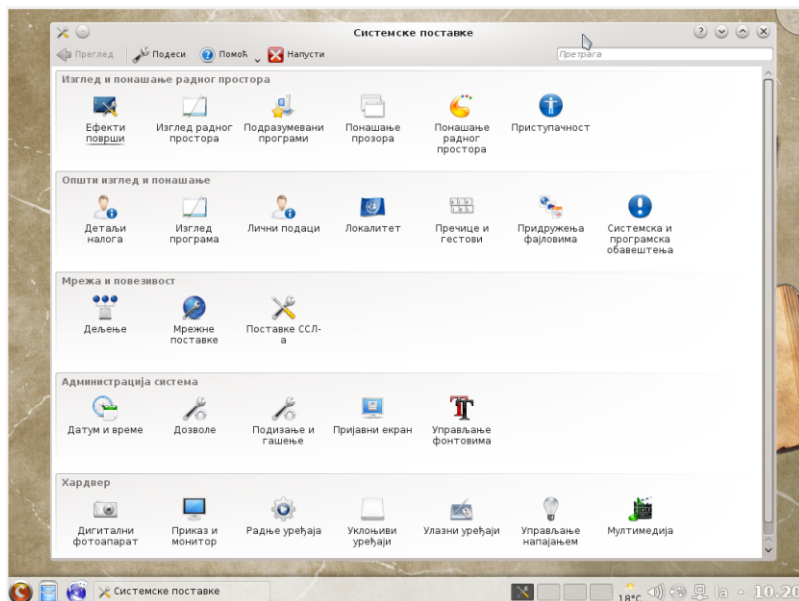 Системске поставке
Преглед Подеси Помоћ Напусти Претрага
Изглед и понашање радног простора
Ефекти површи
Изглед радног простора
Подразумевани програми
Понашање прозора
Понашање радног простора
Приступачност
Општи изглед и понашање
Детаљи налога
Изглед програма
Лични подаци
Локалитет
Пречице и гестови
Придружења фајловима
Системска и програмска обавештења
Мрежа и повезивост
Дељење
Мрежне поставке
Поставке ССЛ-а
Администрација система
Датум и време
Дозволе
Подизање и гашење
Пријавни екран
Управљање фонтовима
Хардвер
Дигитални фотоапарат
Приказ и монитор
Радње уређаја
Уклоњиви уређаји
Улазни уређаји
Управљање напајањем
Мултимедија
Системске поставке 18°C la 10.20